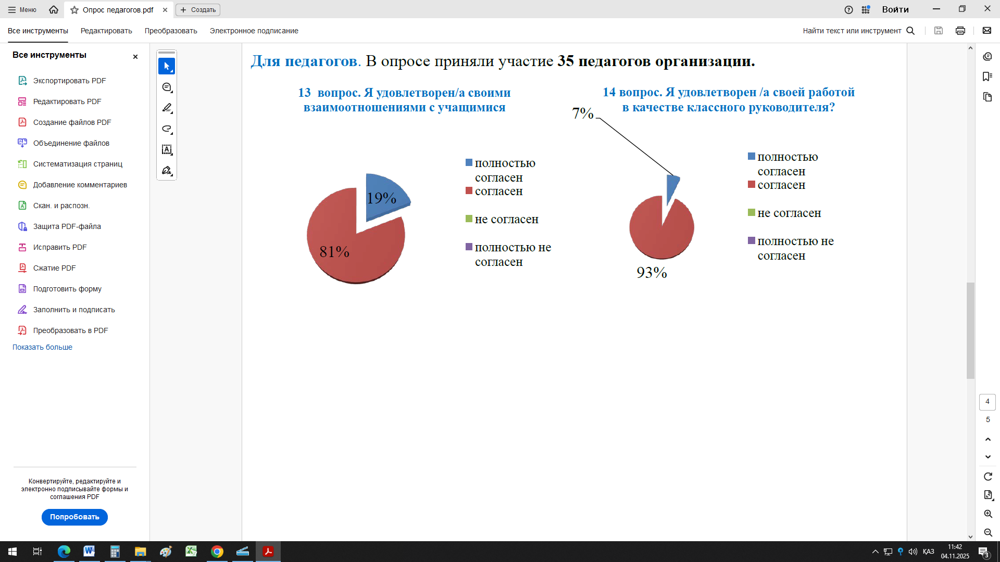 Меню
Опрос педагогов.pdf
Создать
Войти
Все инструменты
Редактировать
Преобразовать
Электронное подписание
Найти текст или инструмент
Все инструменты
Экспортировать PDF
Редактировать PDF
Создание файлов PDF
Объединение файлов
Систематизация страниц
Добавление комментариев
Скан. и распозн.
Защита PDF-файла
Исправить PDF
Сжатие PDF
Подготовить форму
Заполнить и подписать
Преобразовать в PDF
Показать больше
Конвертируйте, редактируйте и
электронно подписывайте формы и
соглашения PDF
Попробовать
Для педагогов. В опросе приняли участие 35 педагогов организации.
13 вопрос. Я удовлетворен/а своими
взаимоотношениями с учащимися
19%
81%
полностью
согласен
согласен
не согласен
полностью не
согласен
14 вопрос. Я удовлетворен /а своей работой
в качестве классного руководителя?
7%
93%
полностью
согласен
согласен
не согласен
полностью не
согласен
4
5
ҚАЗ
11:42
04.11.2025
3